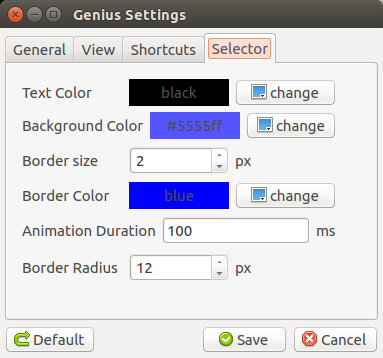 Genius Settings
General View Shortcuts Selector
Text Color black change
Background Color #5555ff change
Border size 2 px
Border Color blue change
Animation Duration 100 ms
Border Radius 12 px
Default Save Cancel